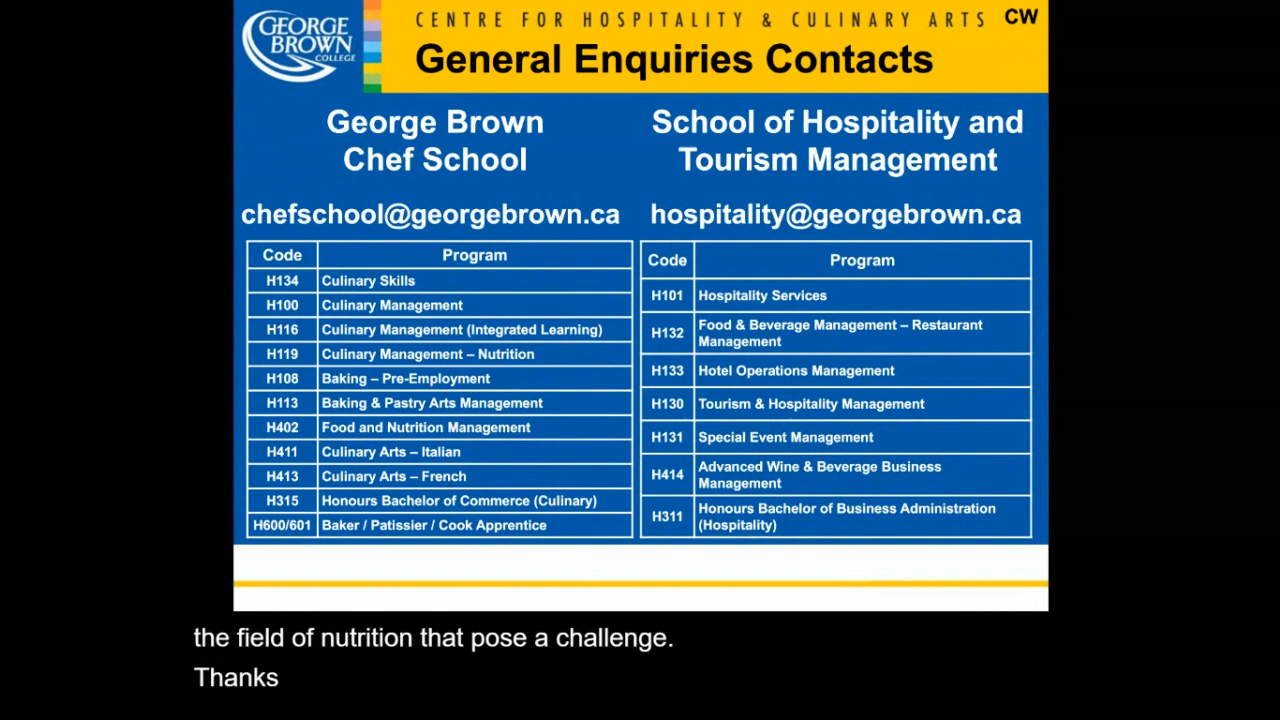 GEORGE
BROWN
COLLEGE
CENTRE FOR HOSPITALITY & CULINARY ARTS
CW
General Enquiries Contacts
George Brown
Chef School
chefschool@georgebrown.ca
Code Program
H134 Culinary Skills
H100 Culinary Management
H116 Culinary Management (Integrated Learning)
H119 Culinary Management – Nutrition
H108 Baking – Pre-Employment
H113 Baking & Pastry Arts Management
H402 Food and Nutrition Management
H411 Culinary Arts – Italian
H413 Culinary Arts – French
H315 Honours Bachelor of Commerce (Culinary)
H600/601 Baker / Patissier / Cook Apprentice
School of Hospitality and
Tourism Management
hospitality@georgebrown.ca
Code Program
H101 Hospitality Services
H132 Food & Beverage Management – Restaurant
Management
H133 Hotel Operations Management
H130 Tourism & Hospitality Management
H131 Special Event Management
H414 Advanced Wine & Beverage Business
Management
H311 Honours Bachelor of Business Administration
(Hospitality)
the field of nutrition that pose a challenge.
Thanks